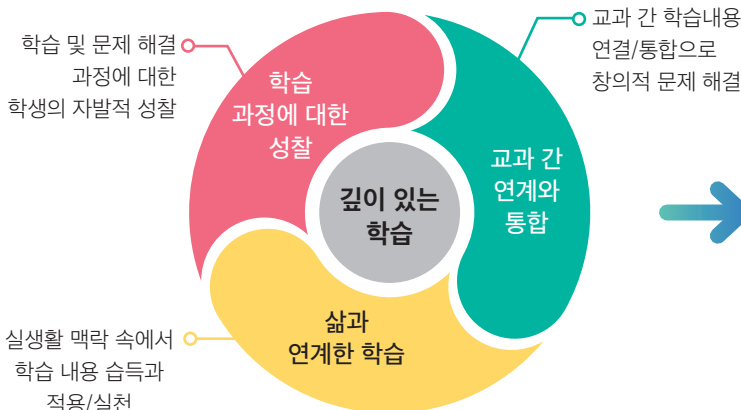 학습 및 문제 해결
과정에 대한
학생의 자발적 성찰
교과 간 학습내용
연결/통합으로
창의적 문제 해결
학습
과정에 대한
성찰
교과 간
연계와
통합
깊이 있는
학습
삶과
연계한 학습
실생활 맥락 속에서
학습 내용 습득과
적용/실천